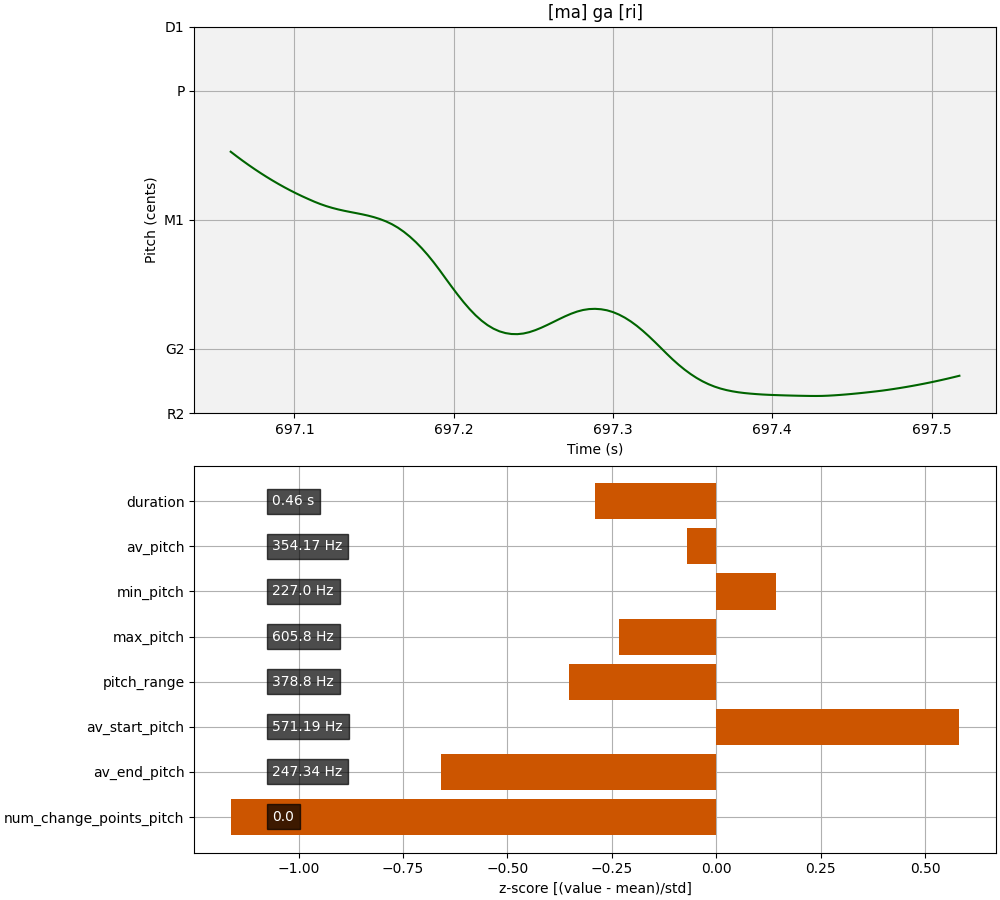 [ma] ga [ri]
D1
P
M1
G2
R2
Pitch (cents)
697.1 697.2 697.3 697.4 697.5
Time (s)
duration 0.46 s
av_pitch 354.17 Hz
min_pitch 227.0 Hz
max_pitch 605.8 Hz
pitch_range 378.8 Hz
av_start_pitch 571.19 Hz
av_end_pitch 247.34 Hz
num_change_points_pitch 0.0
−1.00 −0.75 −0.50 −0.25 0.00 0.25 0.50
z-score [(value - mean)/std]